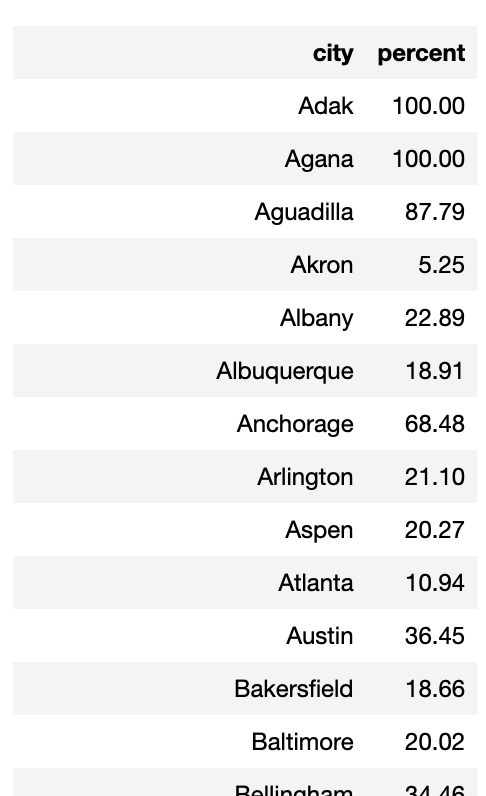 city percent
Adak 100.00
Agana 100.00
Aguadilla 87.79
Akron 5.25
Albany 22.89
Albuquerque 18.91
Anchorage 68.48
Arlington 21.10
Aspen 20.27
Atlanta 10.94
Austin 36.45
Bakersfield 18.66
Baltimore 20.02
Bellingham 34.46